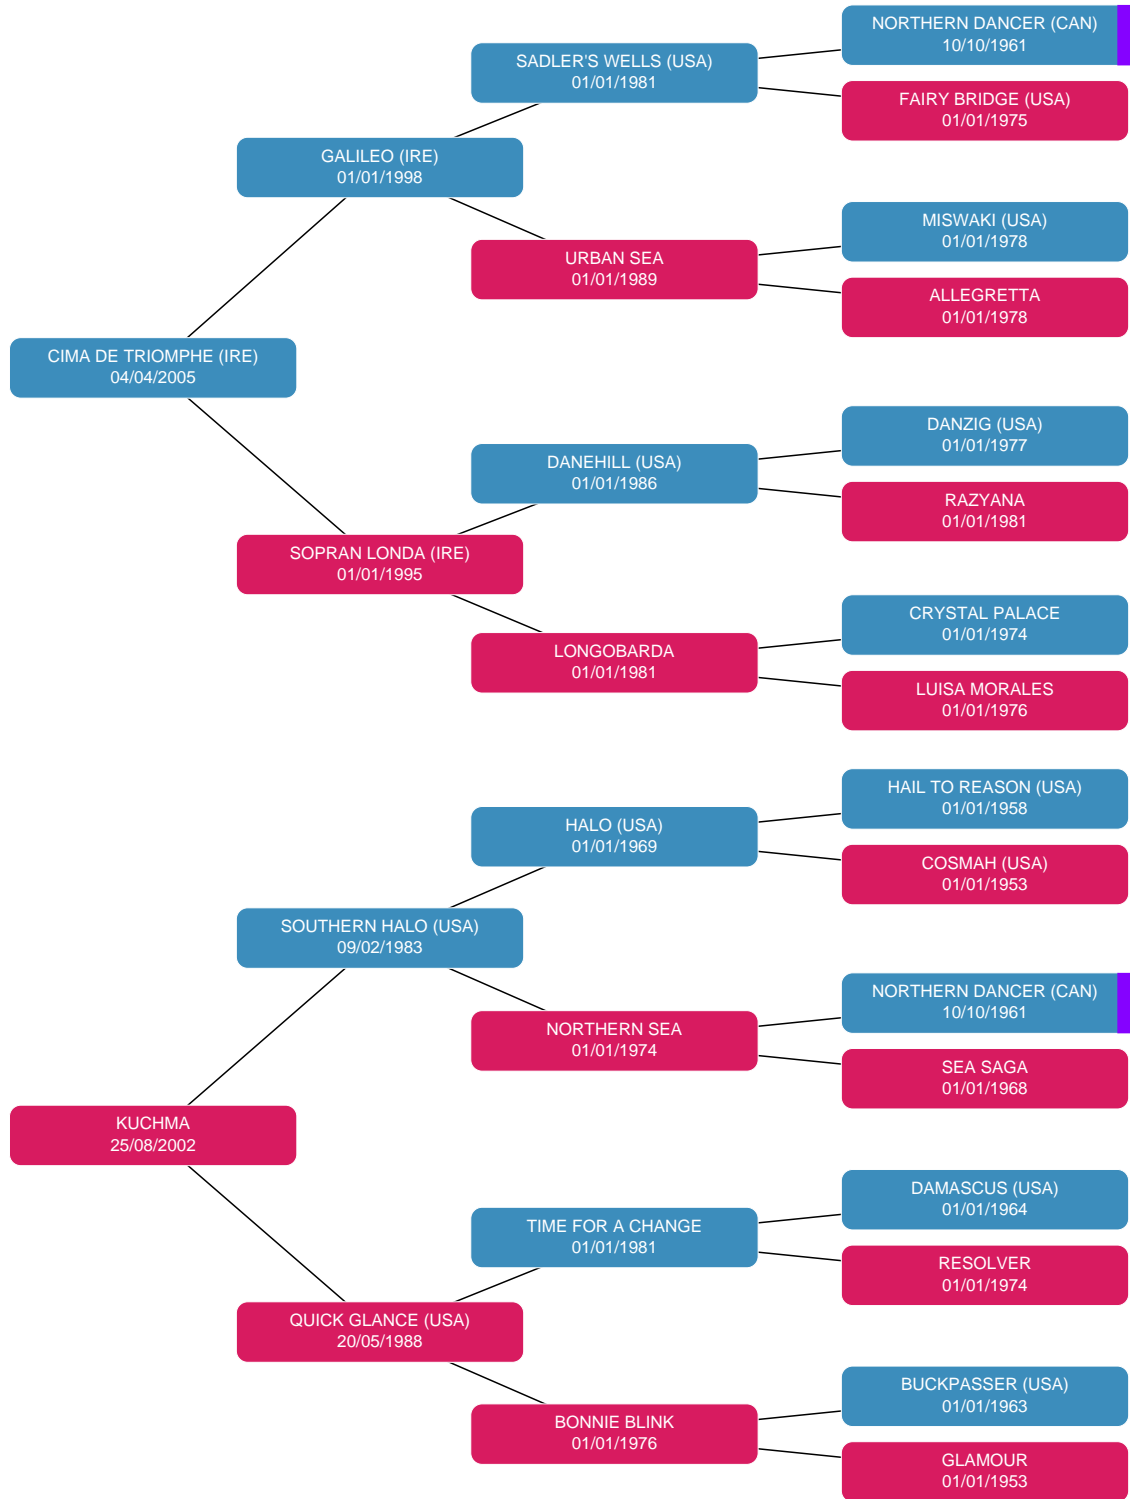 NORTHERN DANCER (CAN)
10/10/1961
SADLER'S WELLS (USA)
01/01/1981
FAIRY BRIDGE (USA)
01/01/1975
GALILEO (IRE)
01/01/1998
MISWAKI (USA)
01/01/1978
URBAN SEA
01/01/1989
ALLEGRETTA
01/01/1978
CIMA DE TRIOMPHE (IRE)
04/04/2005
DANZIG (USA)
01/01/1977
DANEHILL (USA)
01/01/1986
RAZYANA
01/01/1981
SOPRAN LONDA (IRE)
01/01/1995
CRYSTAL PALACE
01/01/1974
LONGOBARDA
01/01/1981
LUISA MORALES
01/01/1976
HAIL TO REASON (USA)
01/01/1958
HALO (USA)
01/01/1969
COSMAH (USA)
01/01/1953
SOUTHERN HALO (USA)
09/02/1983
NORTHERN DANCER (CAN)
10/10/1961
NORTHERN SEA
01/01/1974
SEA SAGA
01/01/1968
KUCHMA
25/08/2002
DAMASCUS (USA)
01/01/1964
TIME FOR A CHANGE
01/01/1981
RESOLVER
01/01/1974
QUICK GLANCE (USA)
20/05/1988
BUCKPASSER (USA)
01/01/1963
BONNIE BLINK
01/01/1976
GLAMOUR
01/01/1953